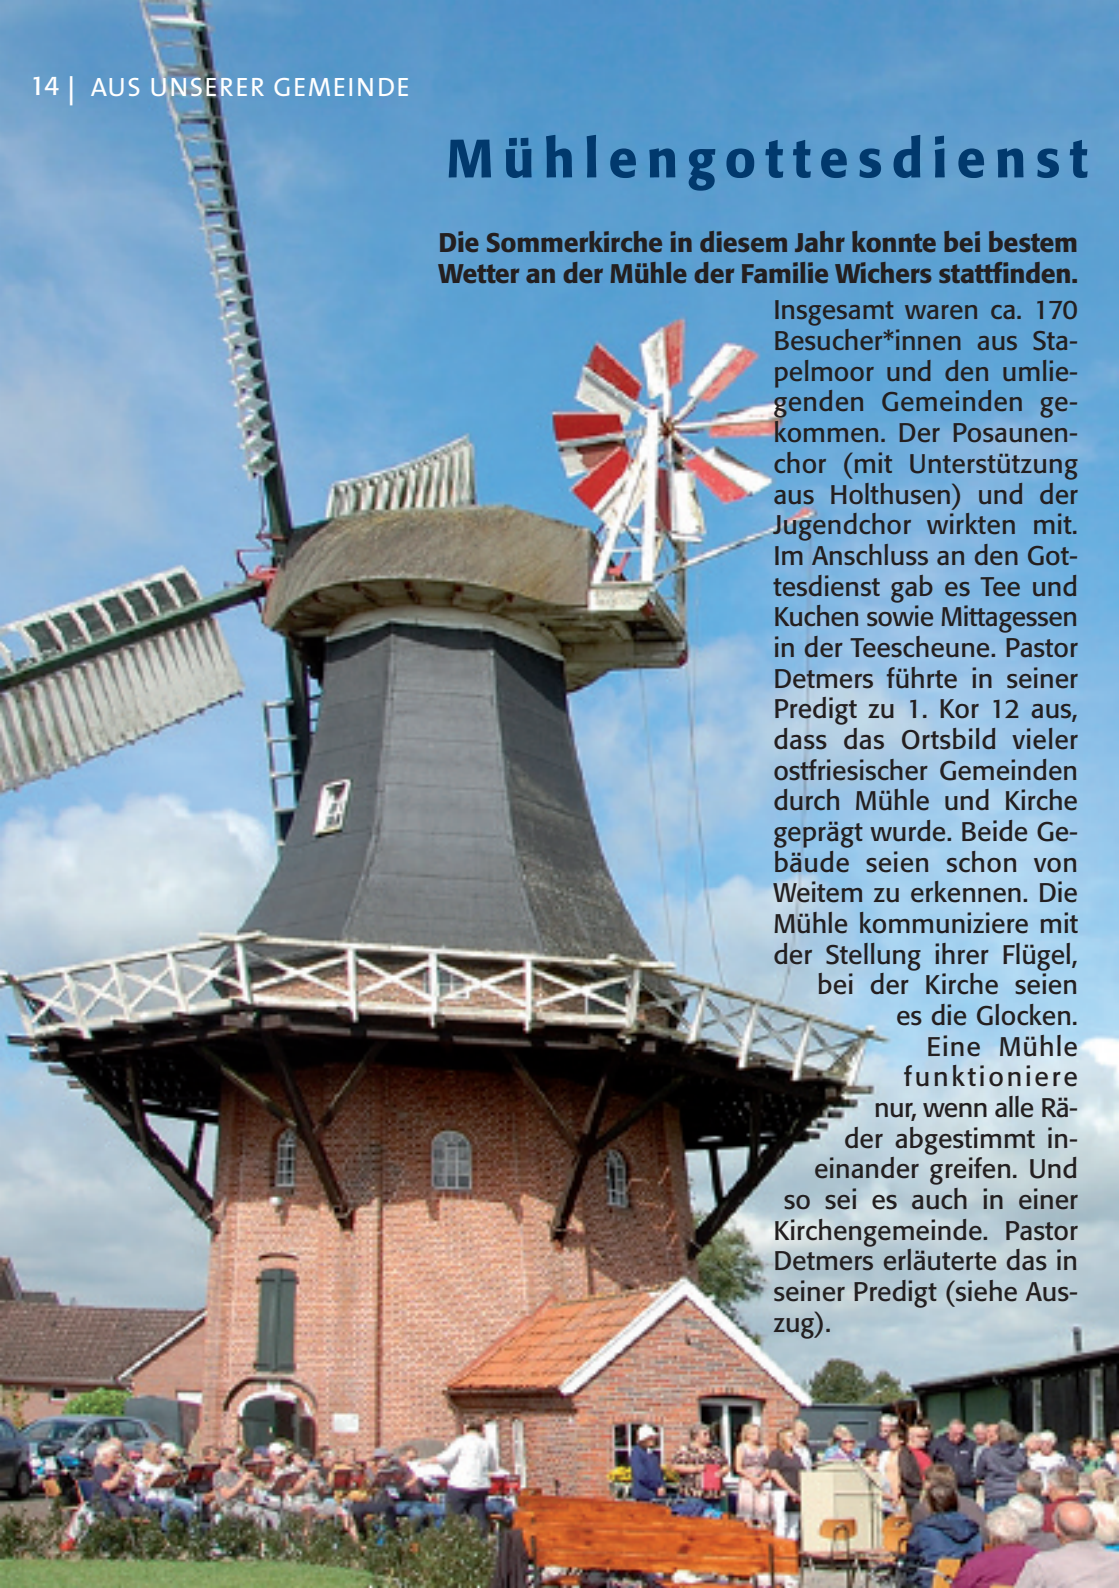 14 | AUS UNSERER GEMEINDE
Mühlengottesdienst
Die Sommerkirche in diesem Jahr konnte bei bestem
Wetter an der Mühle der Familie Wichers stattfinden.
Insgesamt waren ca. 170
Besucher*innen aus Sta-
pelmoor und den umlie-
genden Gemeinden ge-
kommen. Der Posaunen-
chor (mit Unterstützung
aus Holthusen) und der
Jugendchor wirkten mit.
Im Anschluss an den Got-
tesdienst gab es Tee und
Kuchen sowie Mittagessen
in der Teescheune. Pastor
Detmers führte in seiner
Predigt zu 1. Kor 12 aus,
dass das Ortsbild vieler
ostfriesischer Gemeinden
durch Mühle und Kirche
geprägt wurde. Beide Ge-
bäude seien schon von
Weitem zu erkennen. Die
Mühle kommuniziere mit
der Stellung ihrer Flügel,
bei der Kirche seien
es die Glocken.
Eine Mühle
funktioniere
nur, wenn alle Rä-
der abgestimmt in-
einander greifen. Und
so sei es auch in einer
Kirchengemeinde. Pastor
Detmers erläuterte das in
seiner Predigt (siehe Aus-
zug).